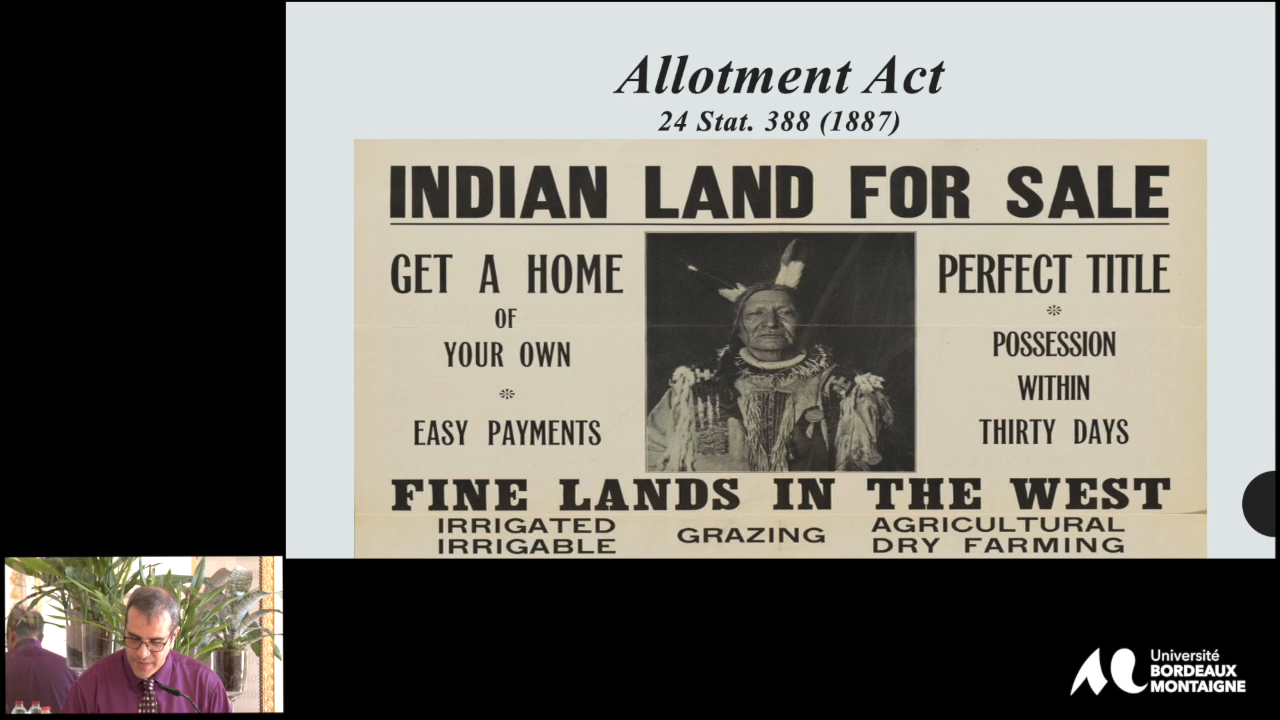 Allotment Act
24 Stat. 388 (1887)
INDIAN LAND FOR SALE
GET A HOME
OF
YOUR OWN
EASY PAYMENTS
PERFECT TITLE
POSSESSION
WITHIN
THIRTY DAYS
FINE LANDS IN THE WEST
IRRIGATED
IRRIGABLE
GRAZING
AGRICULTURAL
DRY FARMING
Université
BORDEAUX
MONTAIGNE